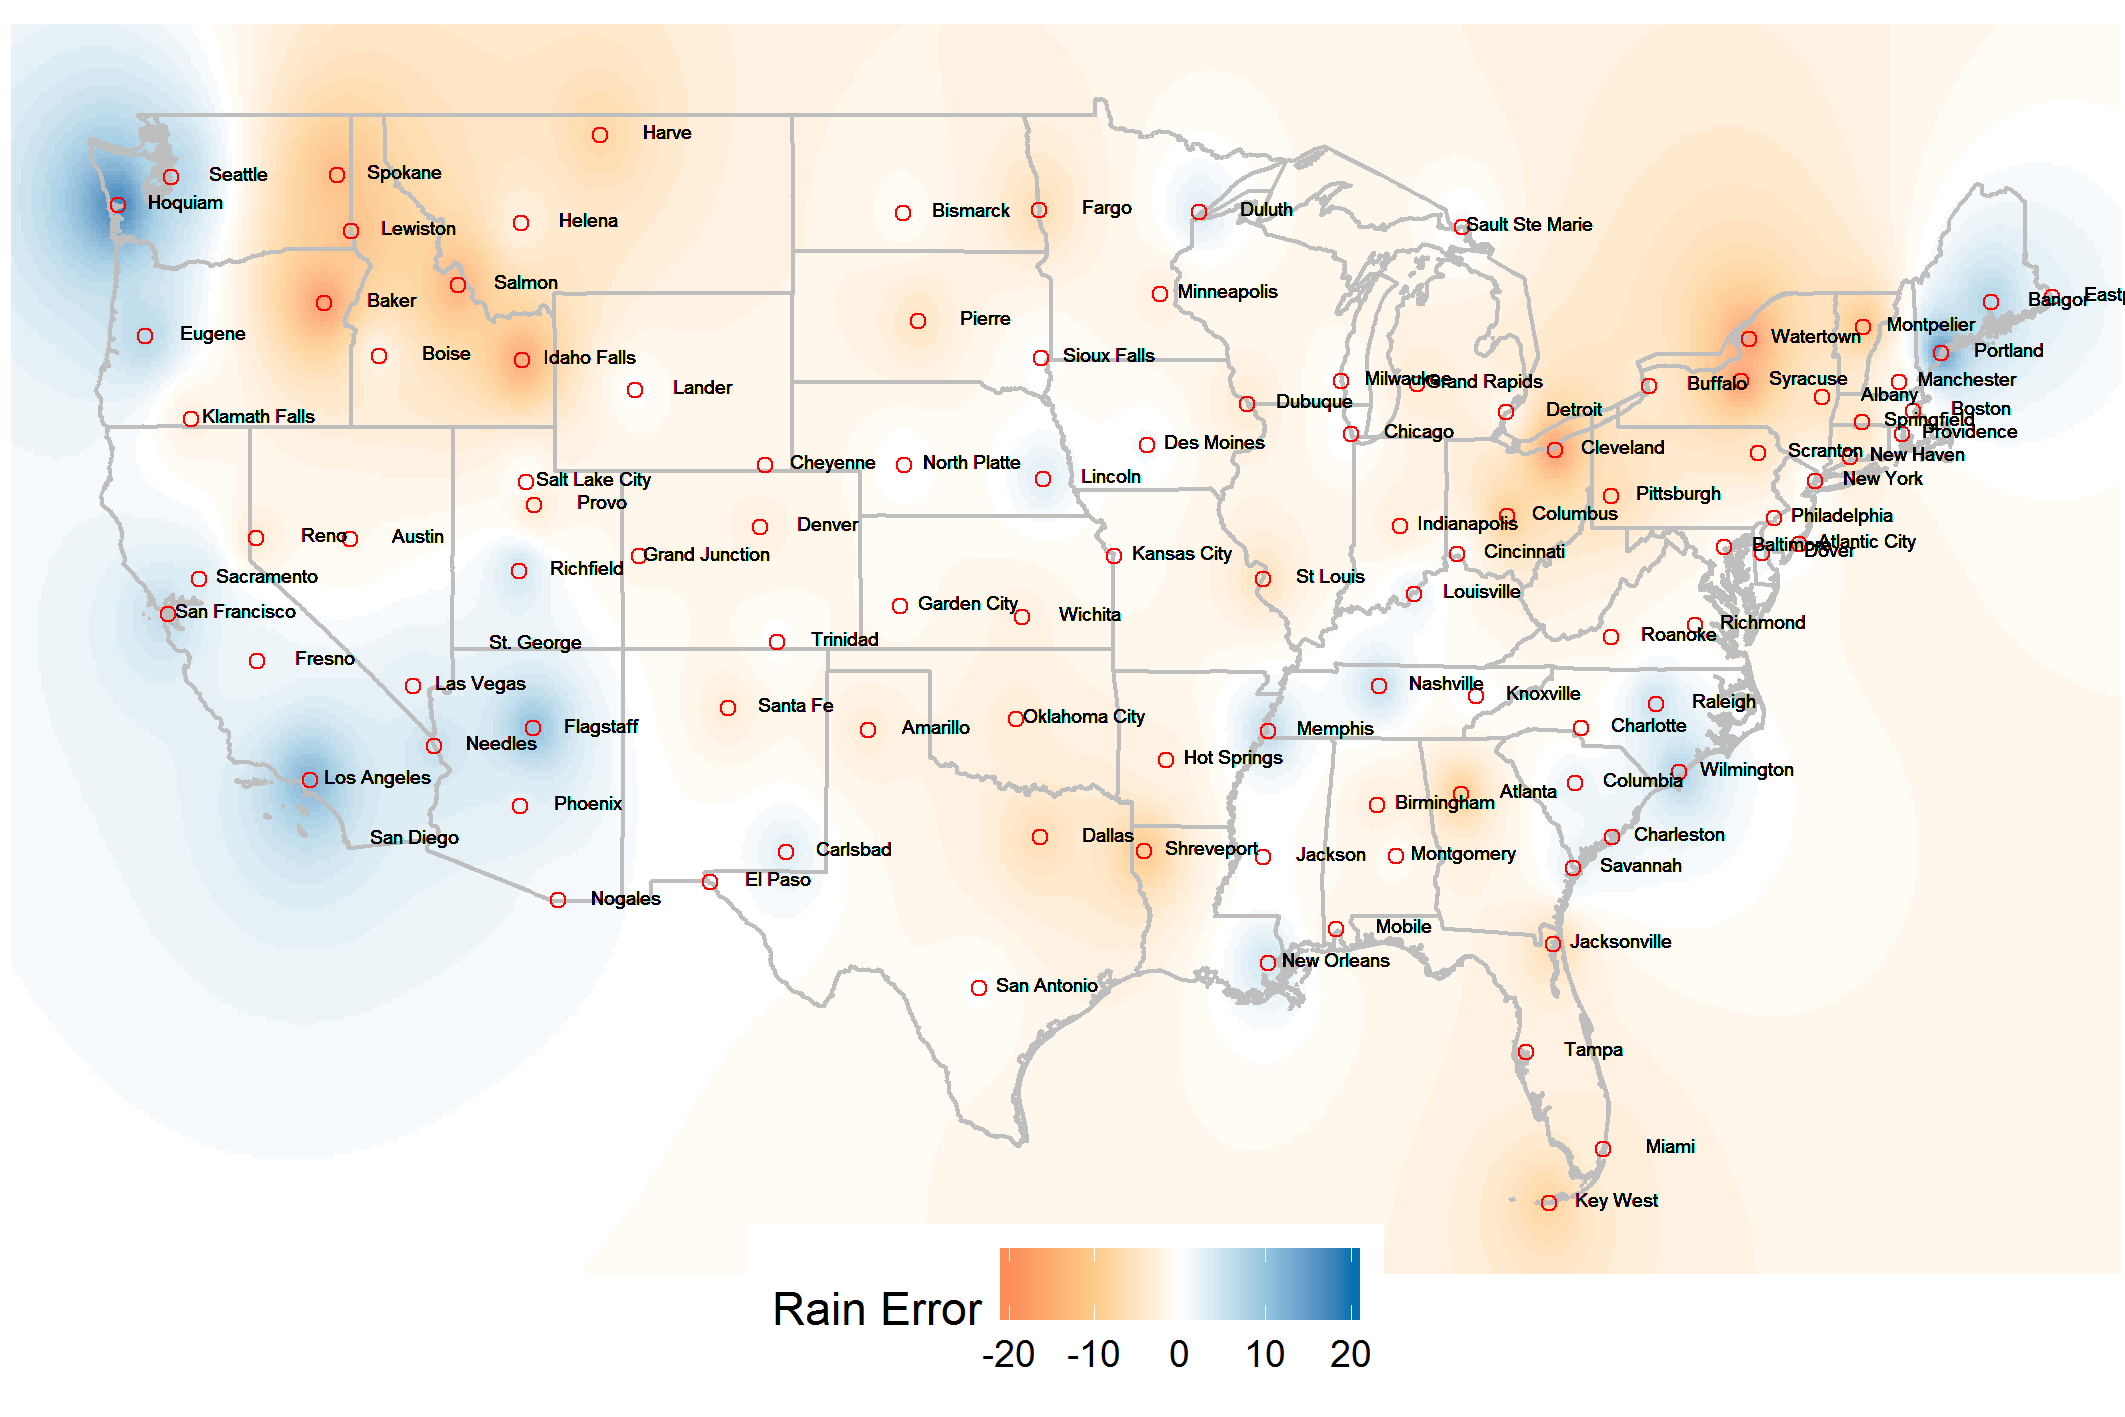 Harve
Seattle
Spokane
Hoquiam
Bismarck
Fargo
Duluth
Helena
Sault Ste Marie
Lewiston
Salmon
Minneapolis
Baker
Bangor
Eastp
Pierre
Montpelier
Eugene
Watertown
Portland
Boise
Idaho Falls
Sioux Falls
Milwaukee
Grand Rapids
Buffalo
Syracuse
Manchester
Lander
Albany
Dubuque
Detroit
Boston
Klamath Falls
Springfield
Chicago
Providence
Des Moines
Cleveland
Scranton
New Haven
Cheyenne
North Platte
Lincoln
New York
Salt Lake City
Pittsburgh
Provo
Columbus
Philadelphia
Denver
Indianapolis
Reno
Austin
Baltimore
Atlantic City
Dover
Grand Junction
Kansas City
Cincinnati
Richfield
Sacramento
St Louis
Louisville
San Francisco
Garden City
Wichita
Richmond
St. George
Trinidad
Roanoke
Fresno
Las Vegas
Nashville
Knoxville
Raleigh
Santa Fe
Oklahoma City
Flagstaff
Amarillo
Memphis
Charlotte
Needles
Hot Springs
Wilmington
Los Angeles
Columbia
Phoenix
Birmingham
Atlanta
San Diego
Dallas
Charleston
Carlsbad
Shreveport
Jackson
Montgomery
El Paso
Savannah
Nogales
Mobile
Jacksonville
New Orleans
San Antonio
Tampa
Miami
Key West
Rain Error
-20 -10 0 10 20